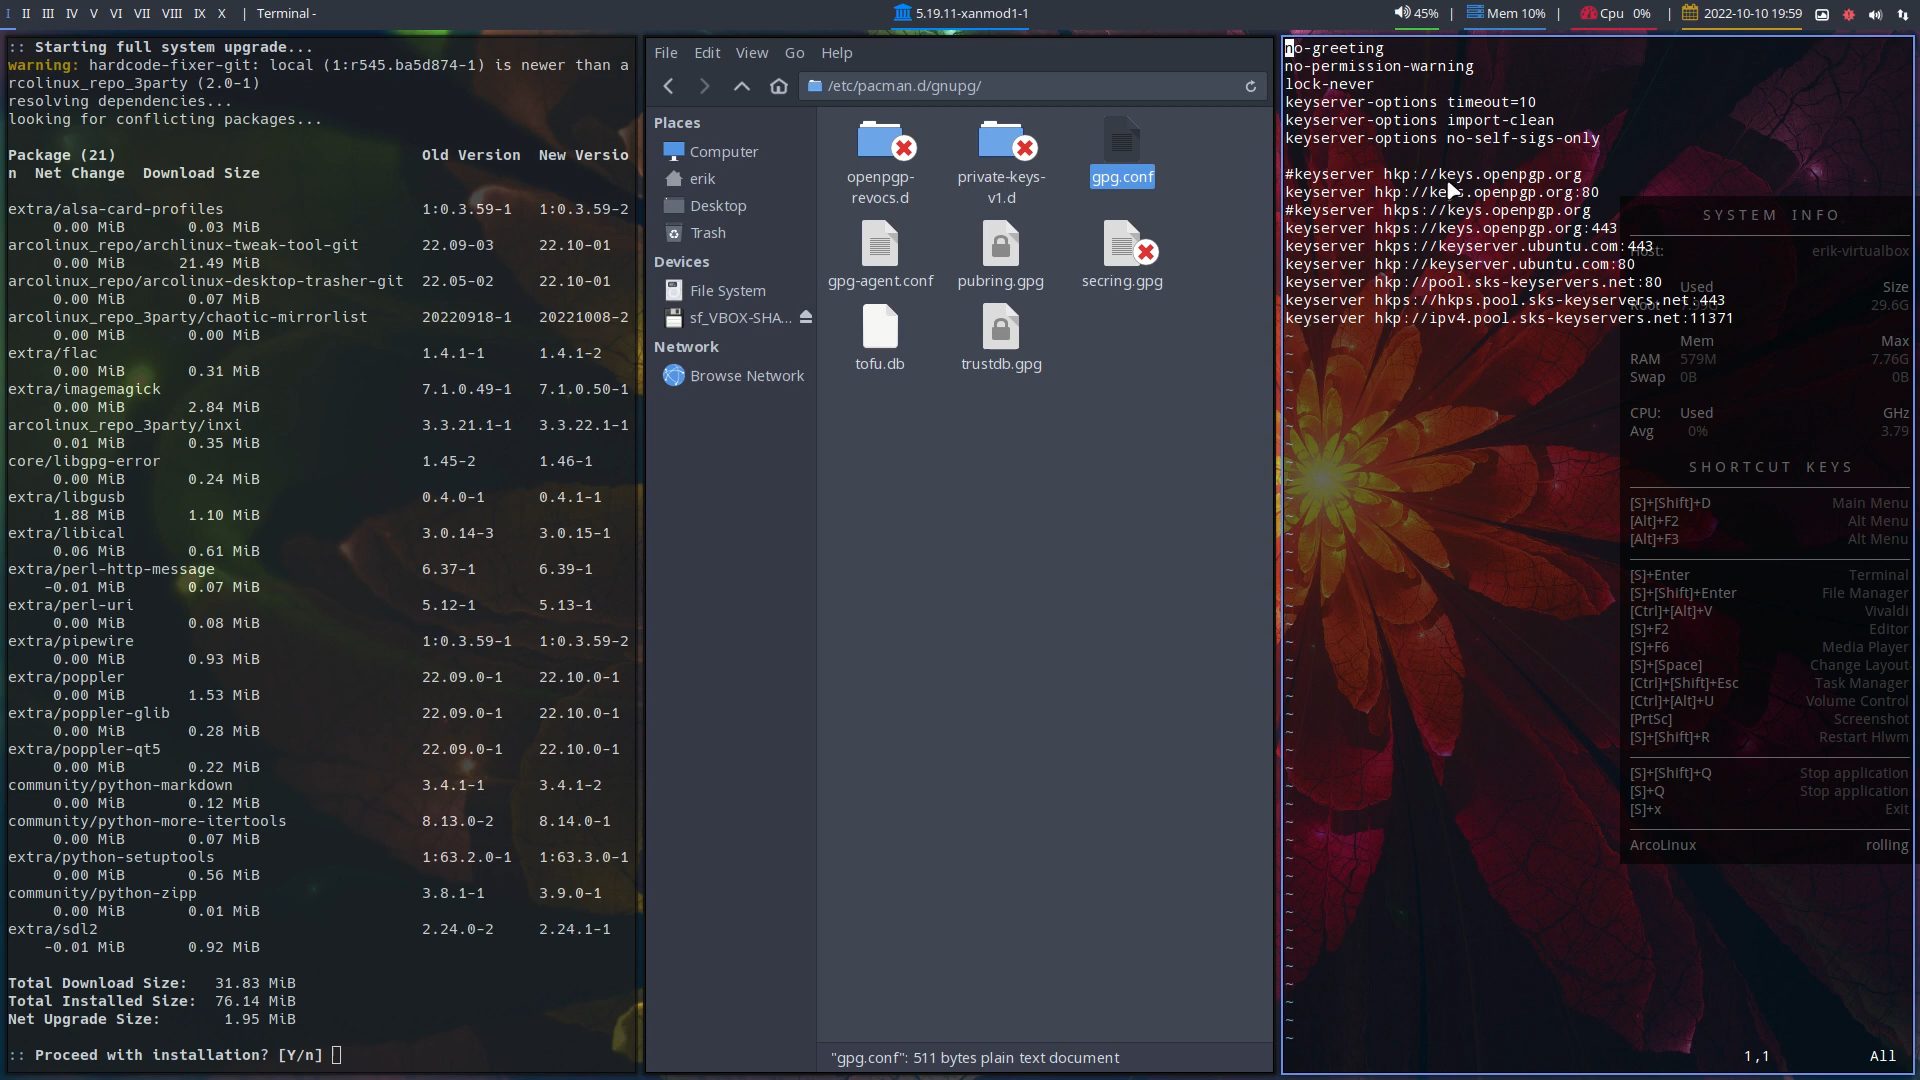 I II III IV V VI VII VIII IX X | Terminal -
5.19.11-xanmod1-1
45% | Mem 10% | Cpu 0% | 2022-10-10 19:59
:: Starting full system upgrade...
warning: hardcode-fixer-git: local (1:r545.ba5d874-1) is newer than a
rcolinux_repo_3party (2.0-1)
resolving dependencies...
looking for conflicting packages...
Package (21) Old Version New Versio
n Net Change Download Size
extra/alsa-card-profiles 1:0.3.59-1 1:0.3.59-2
0.00 MiB 0.03 MiB
arcolinux_repo/archlinux-tweak-tool-git 22.09-03 22.10-01
0.00 MiB 21.49 MiB
arcolinux_repo/arcolinux-desktop-trasher-git 22.05-02 22.10-01
0.00 MiB 0.07 MiB
arcolinux_repo_3party/chaotic-mirrorlist 20220918-1 20221008-2
0.00 MiB 0.00 MiB
extra/flac 1.4.1-1 1.4.1-2
0.00 MiB 0.31 MiB
extra/imagemagick 7.1.0.49-1 7.1.0.50-1
0.00 MiB 2.84 MiB
arcolinux_repo_3party/inxi 3.3.21.1-1 3.3.22.1-1
0.01 MiB 0.35 MiB
core/libgpg-error 1.45-2 1.46-1
0.00 MiB 0.24 MiB
extra/libgusb 0.4.0-1 0.4.1-1
1.88 MiB 1.10 MiB
extra/libical 3.0.14-3 3.0.15-1
0.06 MiB 0.61 MiB
extra/perl-http-message 6.37-1 6.39-1
-0.01 MiB 0.07 MiB
extra/perl-uri 5.12-1 5.13-1
0.00 MiB 0.08 MiB
extra/pipewire 1:0.3.59-1 1:0.3.59-2
0.00 MiB 0.93 MiB
extra/poppler 22.09.0-1 22.10.0-1
0.00 MiB 1.53 MiB
extra/poppler-glib 22.09.0-1 22.10.0-1
0.00 MiB 0.28 MiB
extra/poppler-qt5 22.09.0-1 22.10.0-1
0.00 MiB 0.22 MiB
community/python-markdown 3.4.1-1 3.4.1-2
0.00 MiB 0.12 MiB
community/python-more-itertools 8.13.0-2 8.14.0-1
0.00 MiB 0.07 MiB
extra/python-setuptools 1:63.2.0-1 1:63.3.0-1
0.00 MiB 0.56 MiB
community/python-zipp 3.8.1-1 3.9.0-1
0.00 MiB 0.01 MiB
extra/sdl2 2.24.0-2 2.24.1-1
-0.01 MiB 0.92 MiB
Total Download Size: 31.83 MiB
Total Installed Size: 76.14 MiB
Net Upgrade Size: 1.95 MiB
:: Proceed with installation? [Y/n]
File Edit View Go Help
/etc/pacman.d/gnupg/
Places
Computer
erik
Desktop
Trash
Devices
File System
sf_VBOX-SHA...
Network
Browse Network
openpgp-
revocs.d
private-keys-
v1.d
gpg.conf
gpg-agent.conf
pubring.gpg
secring.gpg
tofu.db
trustdb.gpg
"gpg.conf": 511 bytes plain text document
no-greeting
no-permission-warning
lock-never
keyserver-options timeout=10
keyserver-options import-clean
keyserver-options no-self-sigs-only
#keyserver hkp://keys.openpgp.org
keyserver hkp://keys.openpgp.org:80
#keyserver hkps://keys.openpgp.org
keyserver hkps://keys.openpgp.org:443
keyserver hkps://keyserver.ubuntu.com:443
keyserver hkp://keyserver.ubuntu.com:80
keyserver hkp://pool.sks-keyservers.net:80
keyserver hkps://hkps.pool.sks-keyservers.net:443
keyserver hkp://ipv4.pool.sks-keyservers.net:11371
1,1 All
SYSTEM INFO
Host: erik-virtualbox
Used Size
Root 29.6G
Mem Max
RAM 579M 7.76G
Swap 0B 0B
CPU: Used GHz
Avg 0% 3.79
SHORTCUT KEYS
[S]+[Shift]+D Main Menu
[Alt]+F2 Alt Menu
[Alt]+F3 Alt Menu
[S]+Enter Terminal
[S]+[Shift]+Enter File Manager
[Ctrl]+[Alt]+V Vivaldi
[S]+F2 Editor
[S]+F6 Media Player
[S]+[Space] Change Layout
[Ctrl]+[Shift]+Esc Task Manager
[Ctrl]+[Alt]+U Volume Control
[PrtSc] Screenshot
[S]+[Shift]+R Restart Hlwm
[S]+[Shift]+Q Stop application
[S]+Q Stop application
[S]+x Exit
ArcoLinux rolling